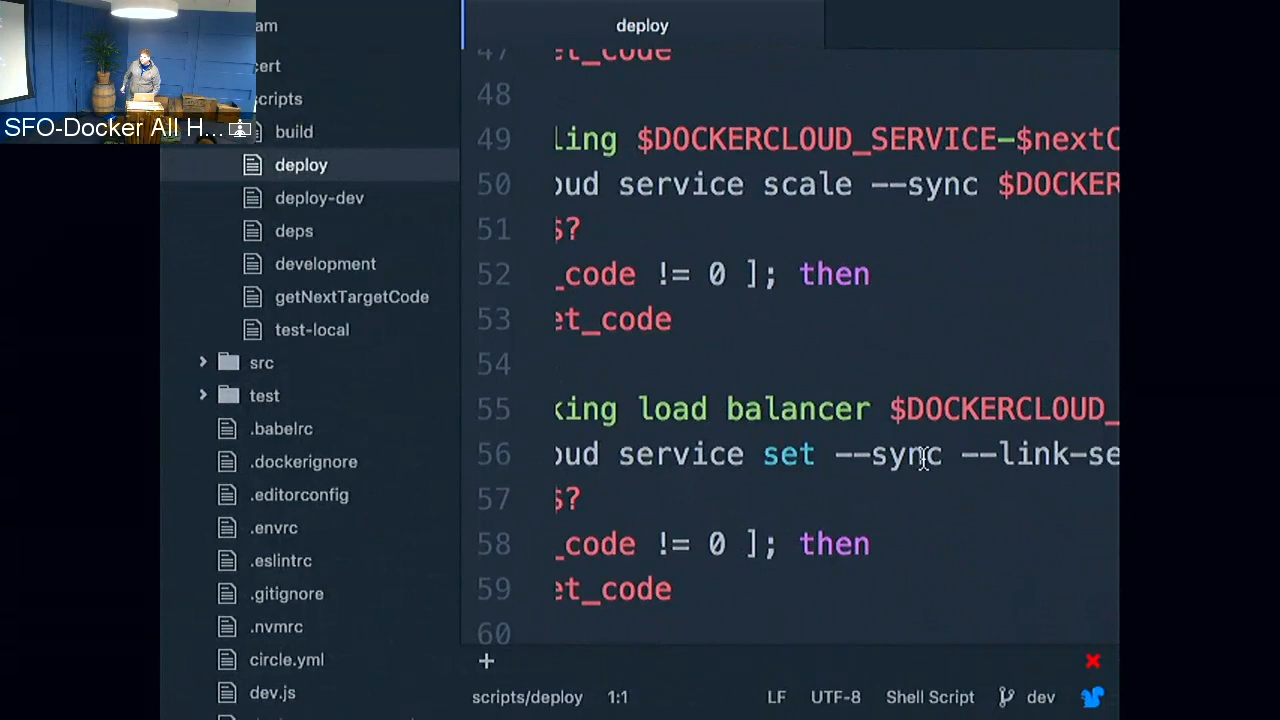 am
cert
scripts
SFO-Docker All H...
build
deploy
deploy-dev
deps
development
getNextTargetCode
test-local
src
test
.babelrc
.dockerignore
.editorconfig
.envrc
.eslintrc
.gitignore
.nvmrc
circle.yml
dev.js
deploy
47 et_code
48
49 ling $DOCKERCLOUD_SERVICE-$nextC
50 oud service scale --sync $DOCKER
51 $?
52 _code != 0 ]; then
53 et_code
54
55 king load balancer $DOCKERCLOUD_
56 oud service set --sync --link-se
57 $?
58 _code != 0 ]; then
59 et_code
60
+
scripts/deploy 1:1 LF UTF-8 Shell Script dev